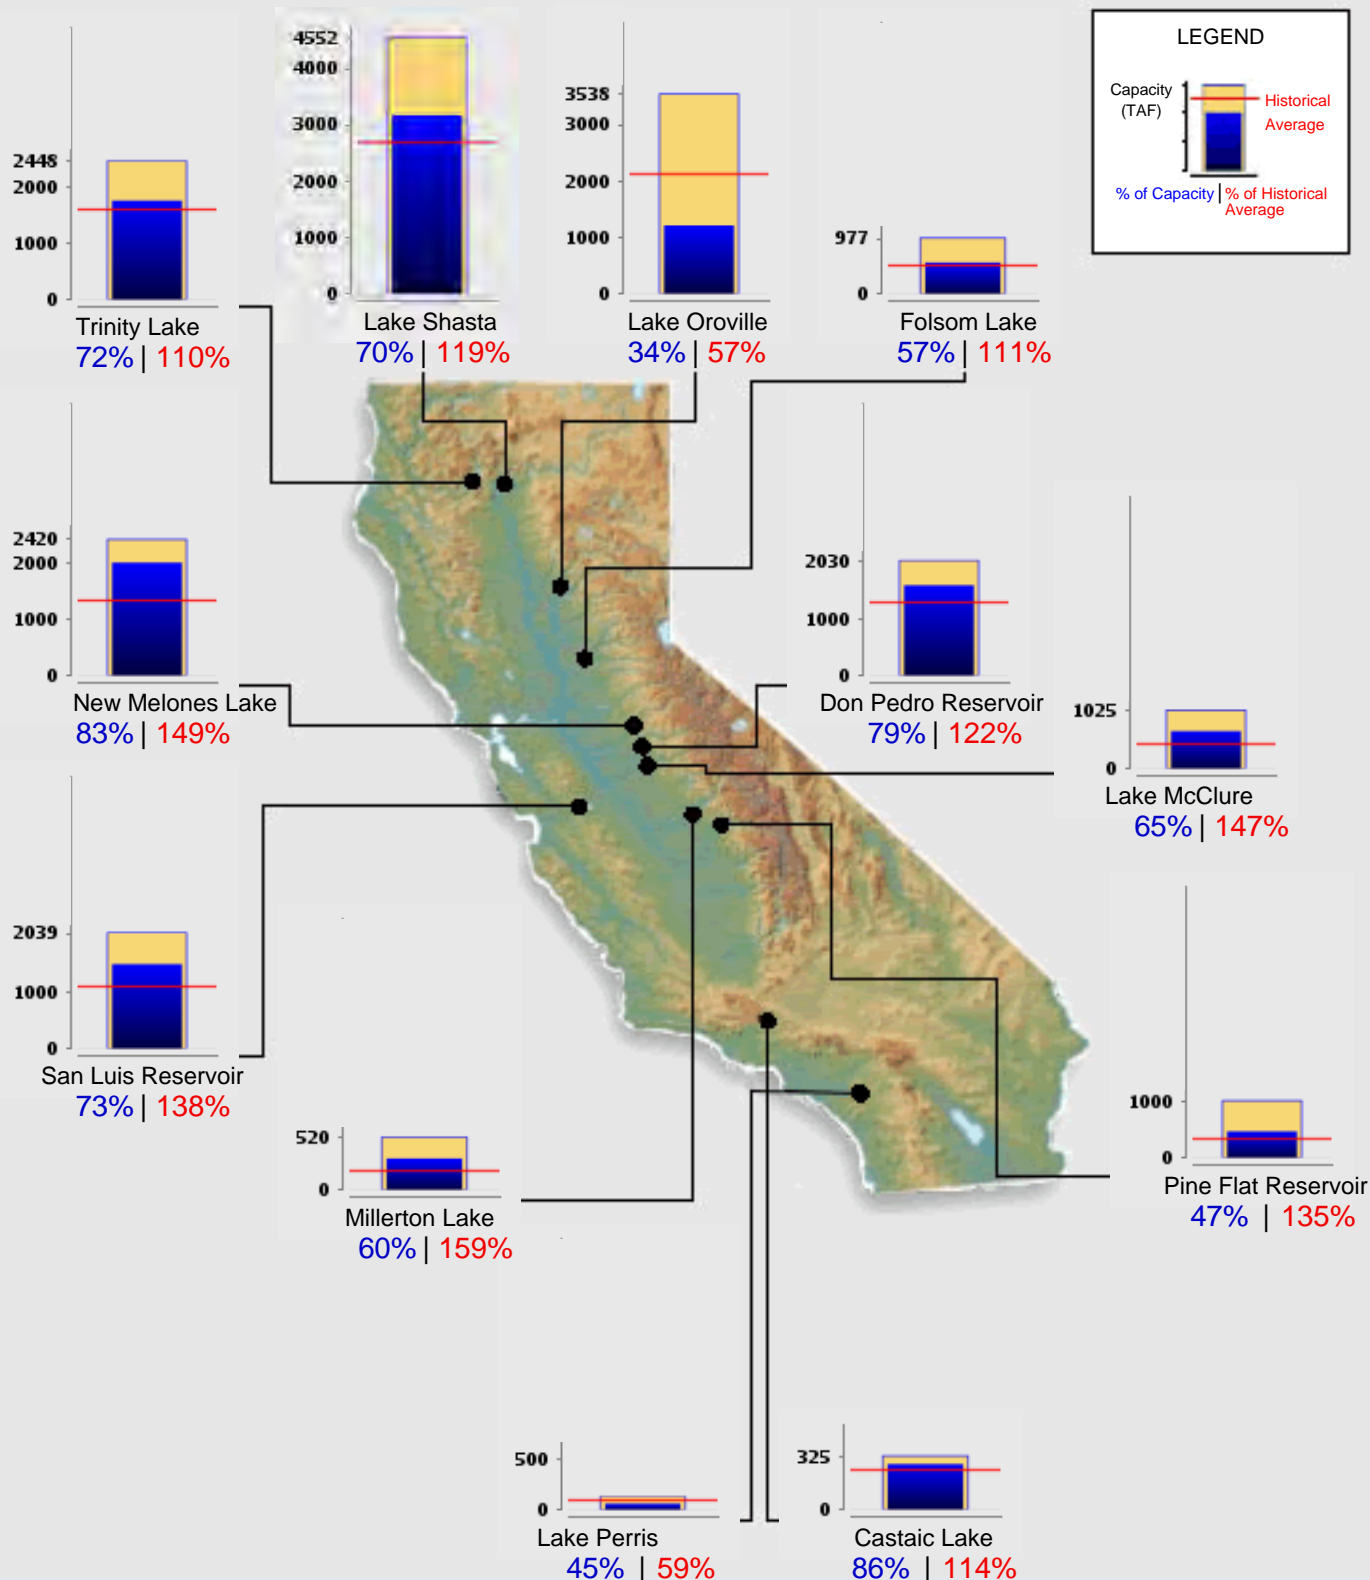 4552
4000
3000
2000
1000
0
Lake Shasta
70% | 119%
3538
3000
2000
1000
0
Lake Oroville
34% | 57%
977
0
Folsom Lake
57% | 111%
LEGEND
Capacity
(TAF)
Historical
Average
% of Capacity | % of Historical
Average
2448
2000
1000
0
Trinity Lake
72% | 110%
2420
2000
1000
0
New Melones Lake
83% | 149%
2030
1000
0
Don Pedro Reservoir
79% | 122%
1025
0
Lake McClure
65% | 147%
2039
1000
0
San Luis Reservoir
73% | 138%
520
0
Millerton Lake
60% | 159%
1000
0
Pine Flat Reservoir
47% | 135%
500
0
Lake Perris
45% | 59%
325
0
Castaic Lake
86% | 114%